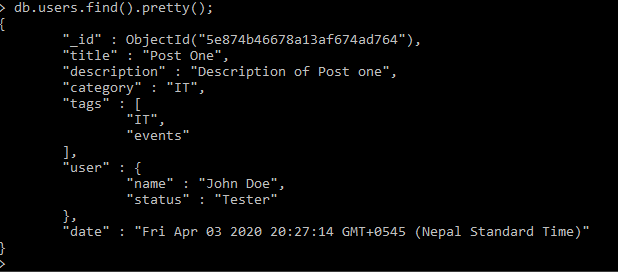 > db.users.find().pretty();
{
        "_id" : ObjectId("5e874b46678a13af674ad764"),
        "title" : "Post One",
        "description" : "Description of Post one",
        "category" : "IT",
        "tags" : [
                "IT",
                "events"
        ],
        "user" : {
                "name" : "John Doe",
                "status" : "Tester"
        },
        "date" : "Fri Apr 03 2020 20:27:14 GMT+0545 (Nepal Standard Time)"
}
>